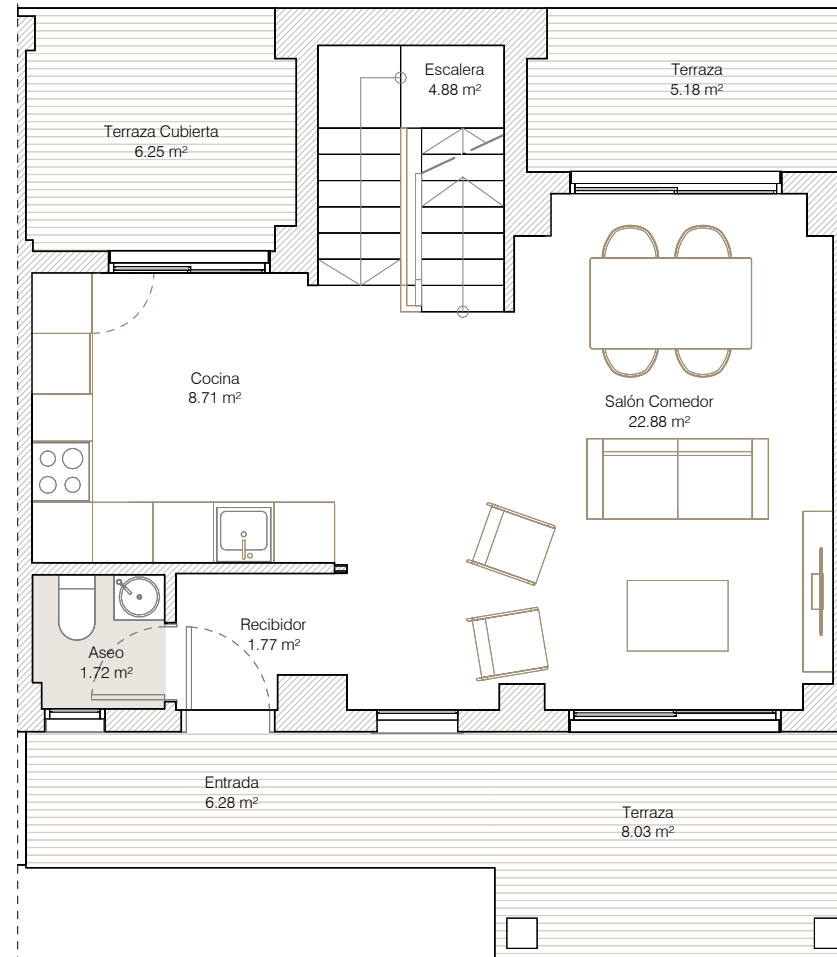 Escalera
4.88 m²
Terraza
5.18 m²
Terraza Cubierta
6.25 m²
Cocina
8.71 m²
Salón Comedor
22.88 m²
Recibidor
1.77 m²
Aseo
1.72 m²
Entrada
6.28 m²
Terraza
8.03 m²